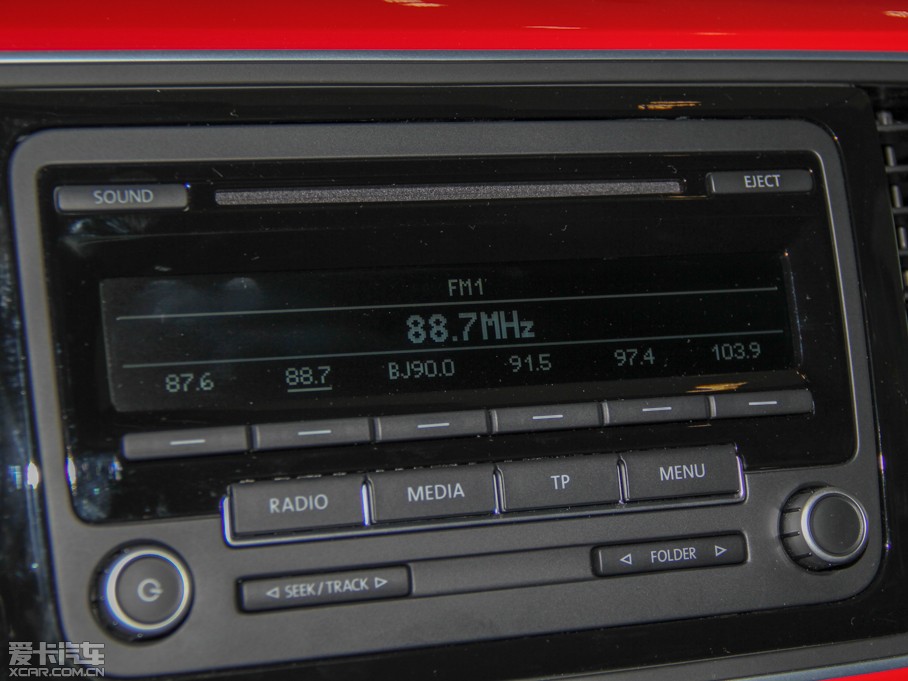 SOUND
EJECT
FM1
88.7MHz
87.6 88.7 BJ90.0 91.5 97.4 103.9
RADIO MEDIA TP MENU
◁ SEEK/TRACK ▷
◁ FOLDER ▷
爱卡汽车
XCAR.COM.CN